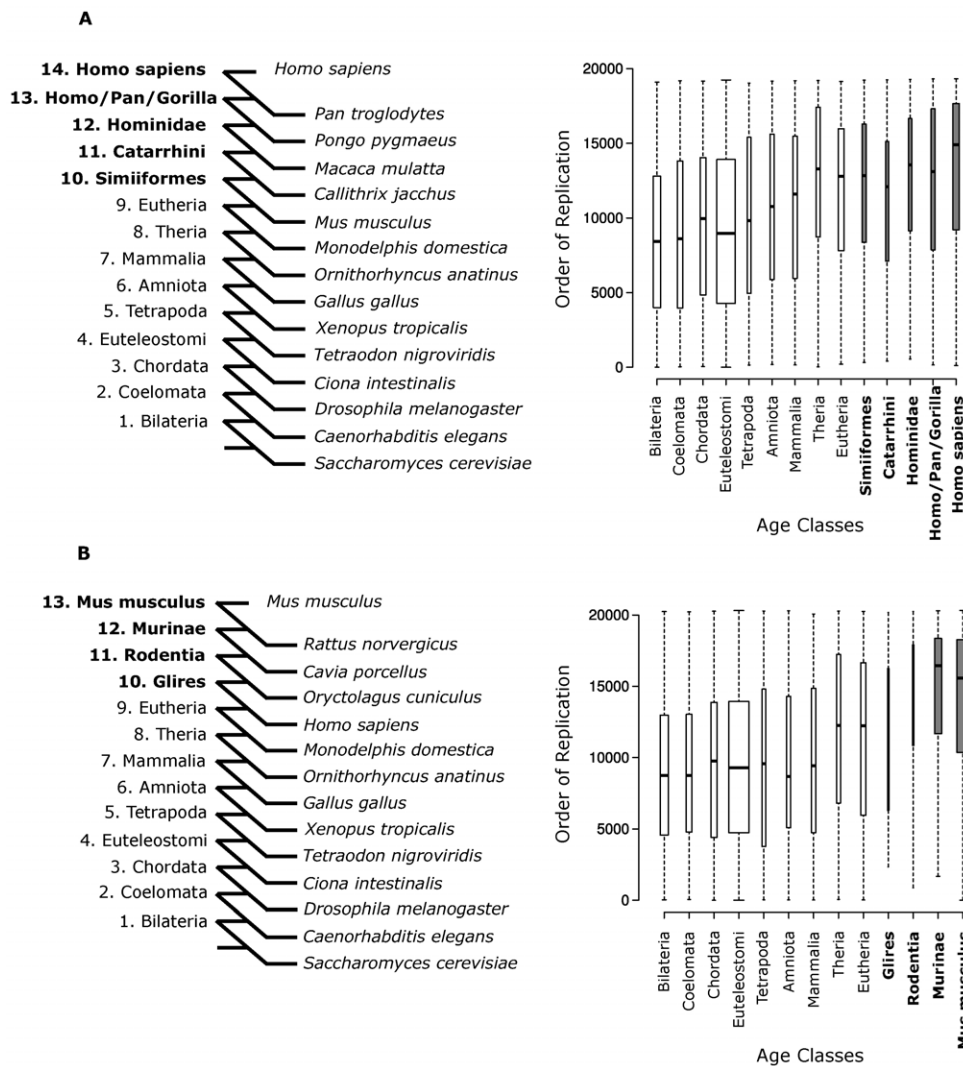 A
14. Homo sapiens
Homo sapiens
13. Homo/Pan/Gorilla
Pan troglodytes
12. Hominidae
Pongo pygmaeus
11. Catarrhini
Macaca mulatta
10. Simiiformes
Callithrix jacchus
9. Eutheria
Mus musculus
8. Theria
Monodelphis domestica
7. Mammalia
Ornithorhyncus anatinus
6. Amniota
Gallus gallus
5. Tetrapoda
Xenopus tropicalis
4. Euteleostomi
Tetraodon nigroviridis
3. Chordata
Ciona intestinalis
2. Coelomata
Drosophila melanogaster
1. Bilateria
Caenorhabditis elegans
Saccharomyces cerevisiae
Order of Replication
20000
15000
10000
5000
0
Bilateria
Coelomata
Chordata
Euteleostomi
Tetrapoda
Amniota
Mammalia
Theria
Eutheria
Simiiformes
Catarrhini
Hominidae
Homo/Pan/Gorilla
Homo sapiens
Age Classes
B
13. Mus musculus
Mus musculus
12. Murinae
Rattus norvergicus
11. Rodentia
Cavia porcellus
10. Glires
Oryctolagus cuniculus
9. Eutheria
Homo sapiens
8. Theria
Monodelphis domestica
7. Mammalia
Ornithorhyncus anatinus
6. Amniota
Gallus gallus
5. Tetrapoda
Xenopus tropicalis
4. Euteleostomi
Tetraodon nigroviridis
3. Chordata
Ciona intestinalis
2. Coelomata
Drosophila melanogaster
1. Bilateria
Caenorhabditis elegans
Saccharomyces cerevisiae
Order of Replication
20000
15000
10000
5000
0
Bilateria
Coelomata
Chordata
Euteleostomi
Tetrapoda
Amniota
Mammalia
Theria
Eutheria
Glires
Rodentia
Murinae
Mus musculus
Age Classes